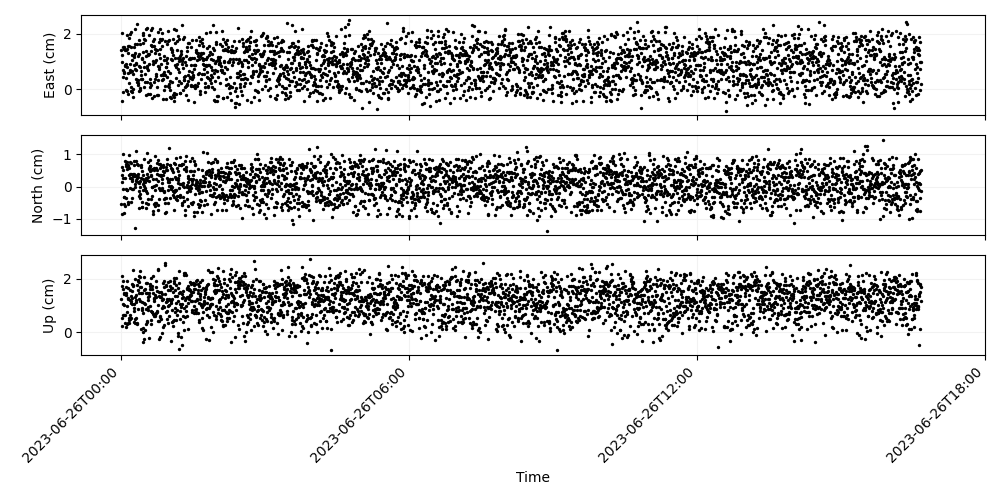 East (cm)
2
0
North (cm)
1
0
−1
Up (cm)
2
0
2023-06-26T00:00
2023-06-26T06:00
2023-06-26T12:00
2023-06-26T18:00
Time